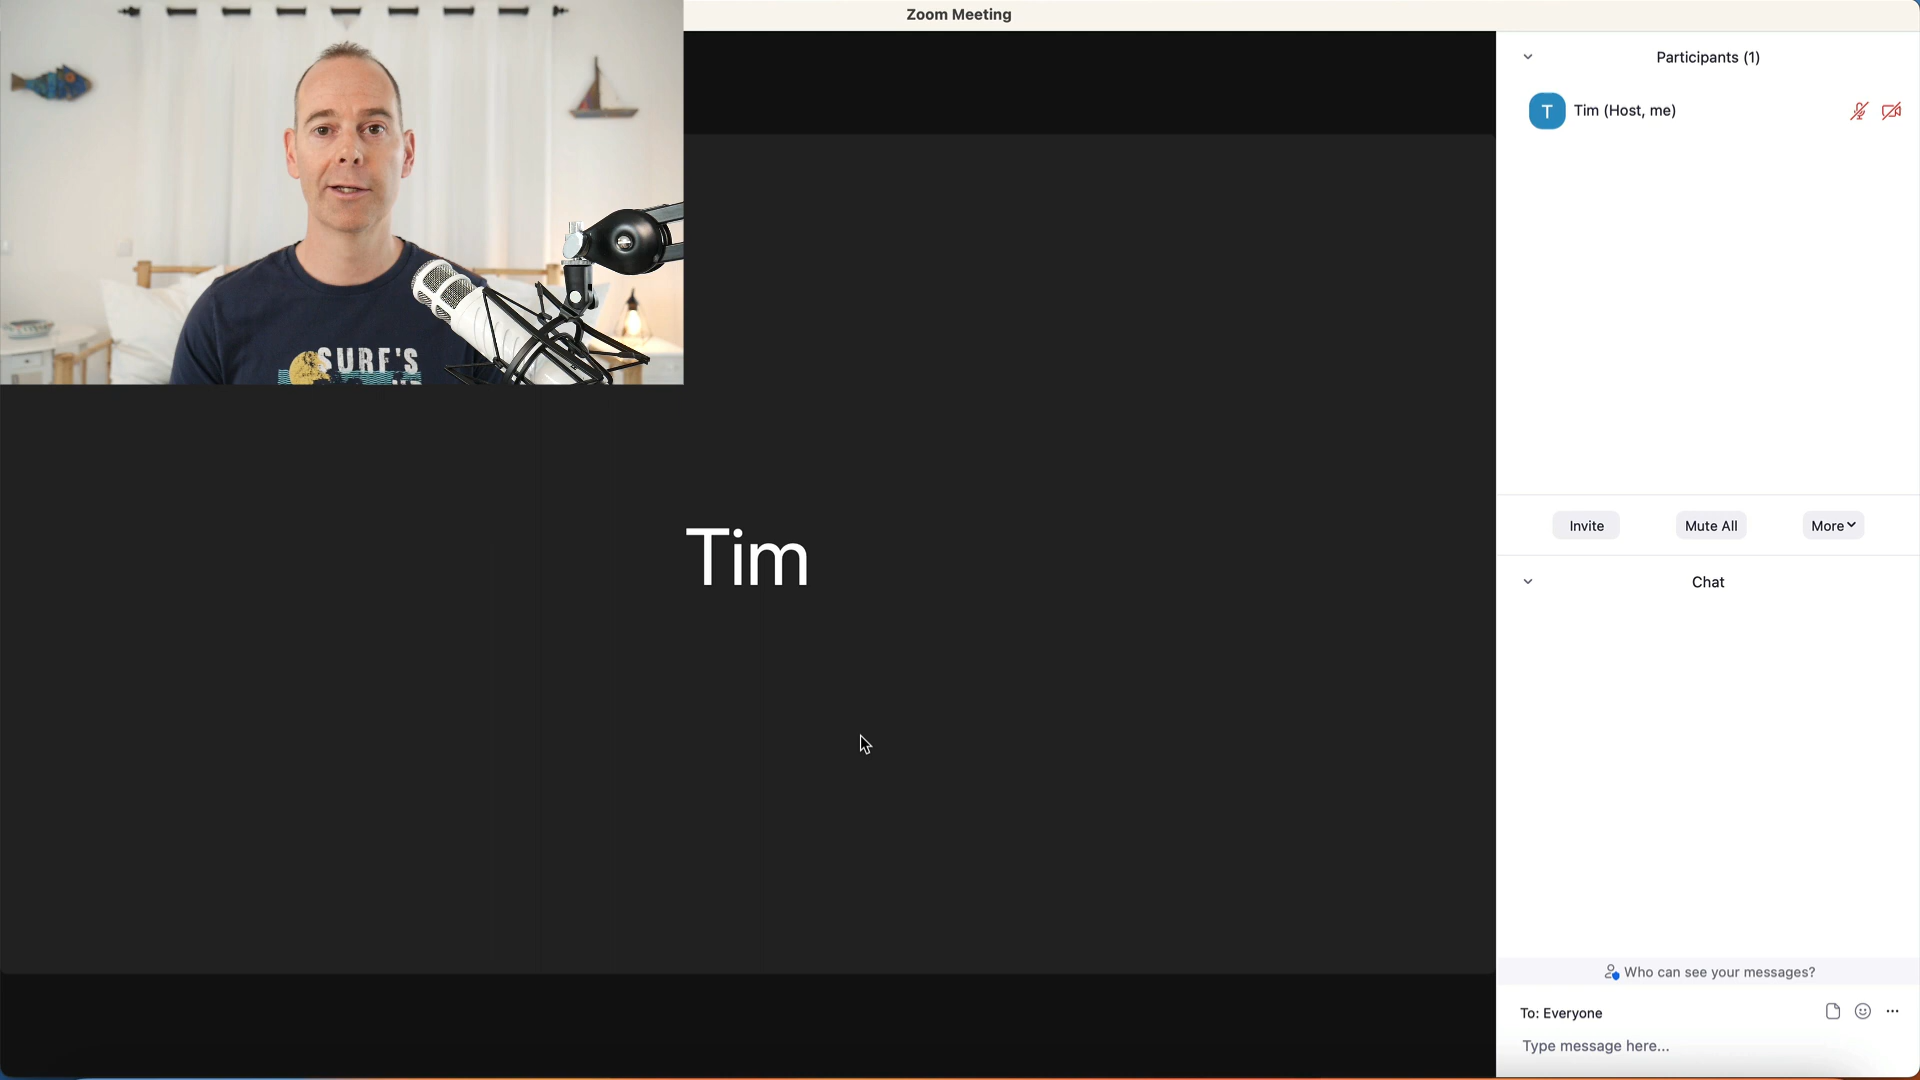 Zoom Meeting
SURF'S
Tim
Participants (1)
T
Tim (Host, me)
Invite
Mute All
More
Chat
Who can see your messages?
To: Everyone
Type message here...